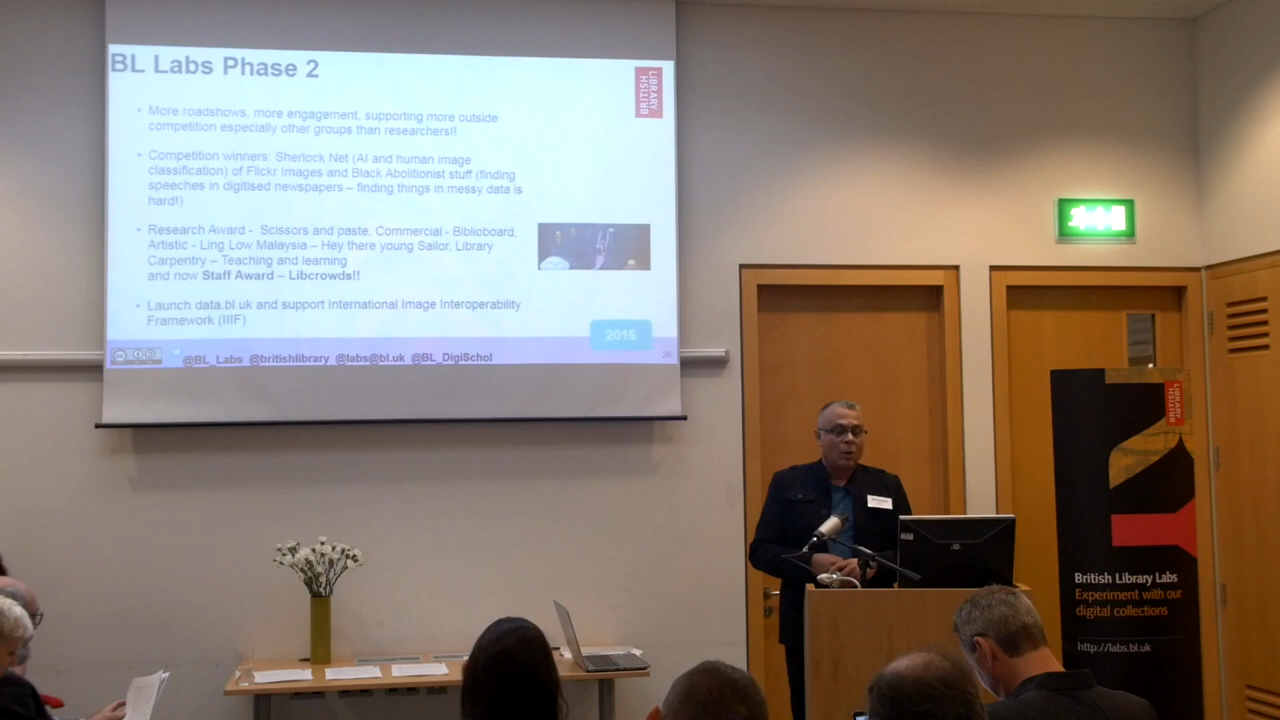 BL Labs Phase 2
LIBRARY
BRITISH
• More roadshows, more engagement, supporting more outside
competition especially other groups than researchers!!
• Competition winners: Sherlock Net (AI and human image
classification) of Flickr Images and Black Abolitionist stuff (finding
speeches in digitised newspapers – finding things in messy data is
hard!)
• Research Award - Scissors and paste, Commercial - Biblioboard,
Artistic - Ling Low Malaysia – Hey there young Sailor, Library
Carpentry – Teaching and learning
and now Staff Award – Libcrowds!!
• Launch data.bl.uk and support International Image Interoperability
Framework (IIIF)
2016
@BL_Labs @britishlibrary @labs@bl.uk @BL_DigiSchol
26
LIBRARY
BRITISH
British Library Labs
Experiment with our
digital collections
http://labs.bl.uk